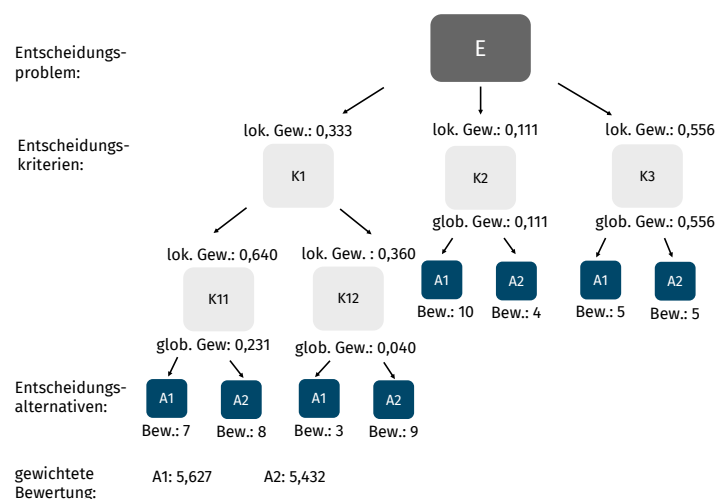 Entscheidungs-
problem:
E
Entscheidungs-
kriterien:
lok. Gew.: 0,333
lok. Gew.: 0,111
lok. Gew.: 0,556
K1
K2
K3
glob. Gew.: 0,111
glob. Gew.: 0,556
lok. Gew.: 0,640
lok. Gew. : 0,360
A1
A2
A1
A2
K11
K12
Bew.: 10
Bew.: 4
Bew.: 5
Bew.: 5
glob. Gew: 0,231
glob. Gew.: 0,040
Entscheidungs-
alternativen:
A1
A2
A1
A2
Bew.: 7
Bew.: 8
Bew.: 3
Bew.: 9
gewichtete
Bewertung:
A1: 5,627
A2: 5,432